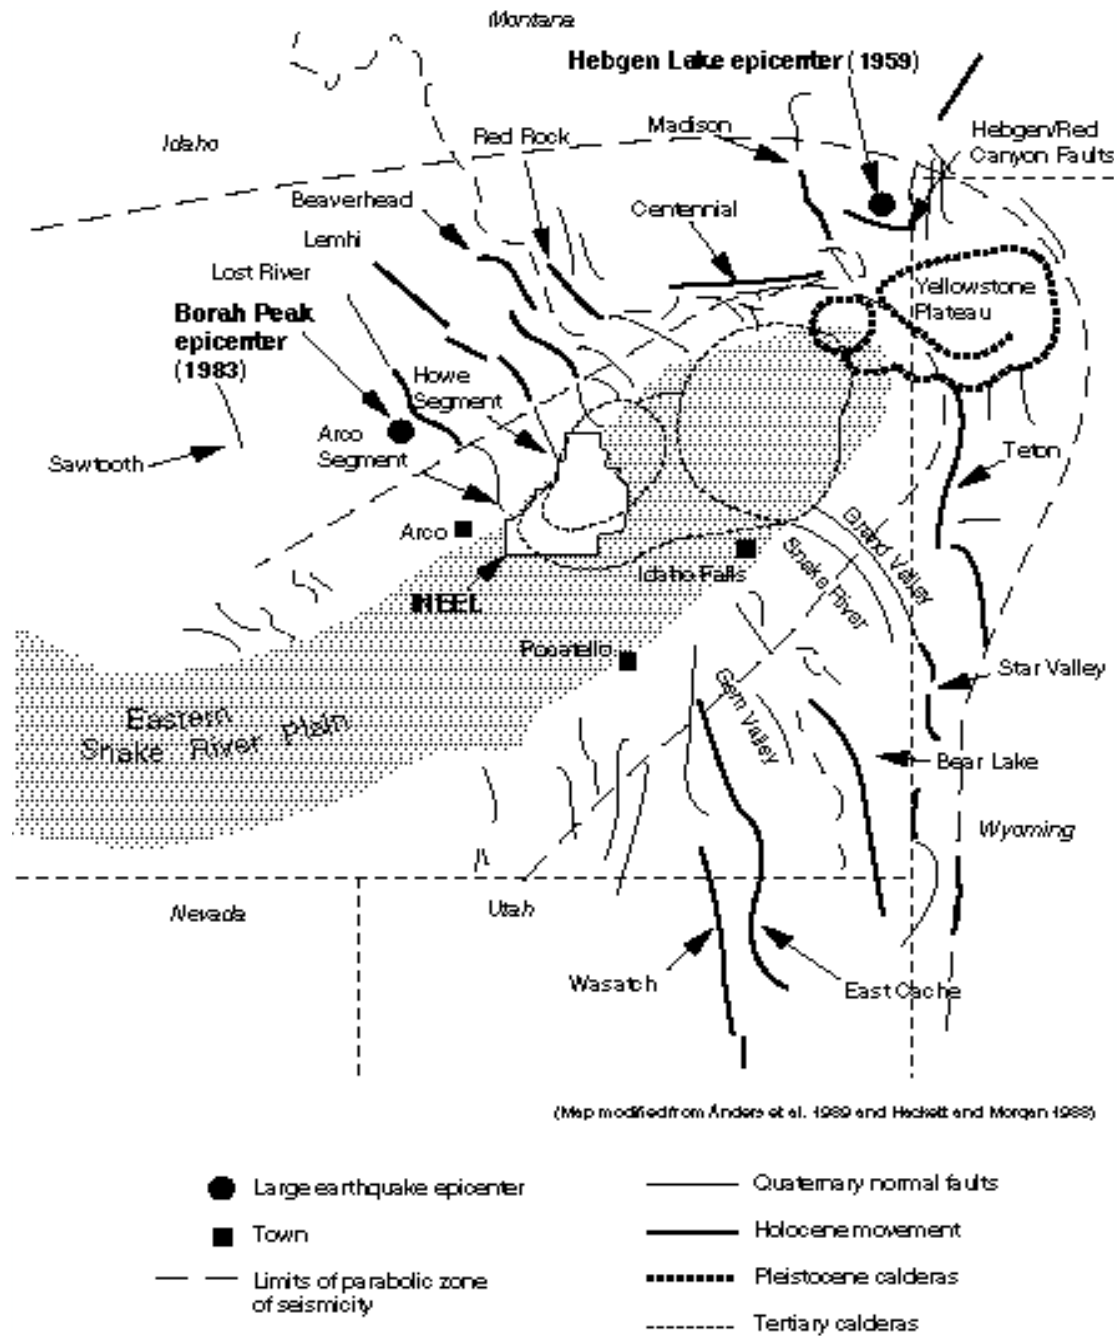 Montana
Hebgen Lake epicenter (1959)
Madison
Hebgen/Red
Canyon Faults
Idaho
Red Rock
Beaverhead
Centennial
Lemhi
Lost River
Borah Peak
epicenter
(1983)
Yellowstone
Plateau
Howe
Segment
Arco
Segment
Sawtooth
Teton
Arco
Grand Valley
Snake River
Idaho Falls
INEEL
Pocatello
Star Valley
Gem Valley
Eastern
Snake River Plain
Bear Lake
Wyoming
Nevada
Utah
Wasatch
East Cache
(Map modified from Anders et al. 1989 and Hackett and Morgan 1988)
Large earthquake epicenter
Town
Limits of parabolic zone
of seismicity
Quaternary normal faults
Holocene movement
Pleistocene calderas
Tertiary calderas